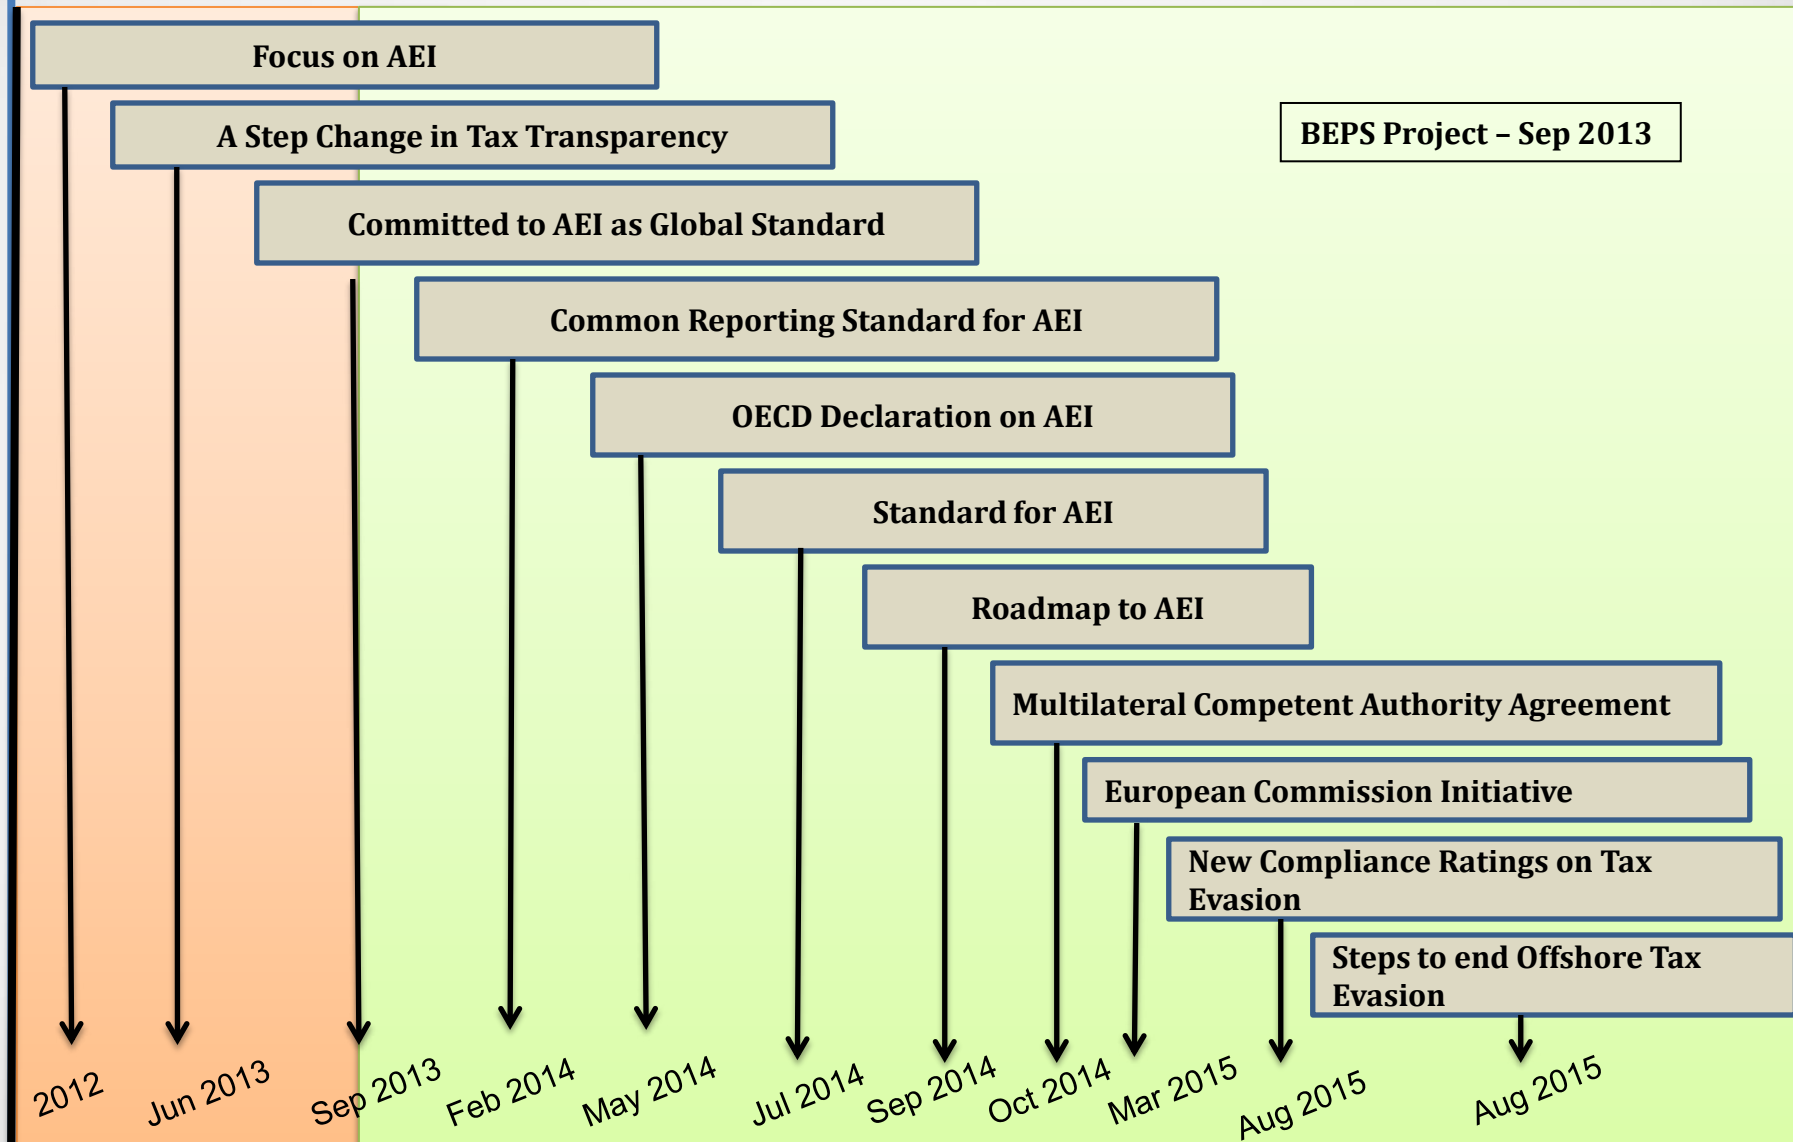 Focus on AEI
A Step Change in Tax Transparency
BEPS Project – Sep 2013
Committed to AEI as Global Standard
Common Reporting Standard for AEI
OECD Declaration on AEI
Standard for AEI
Roadmap to AEI
Multilateral Competent Authority Agreement
European Commission Initiative
New Compliance Ratings on Tax
Evasion
Steps to end Offshore Tax
Evasion
2012
Jun 2013
Sep 2013
Feb 2014
May 2014
Jul 2014
Sep 2014
Oct 2014
Mar 2015
Aug 2015
Aug 2015